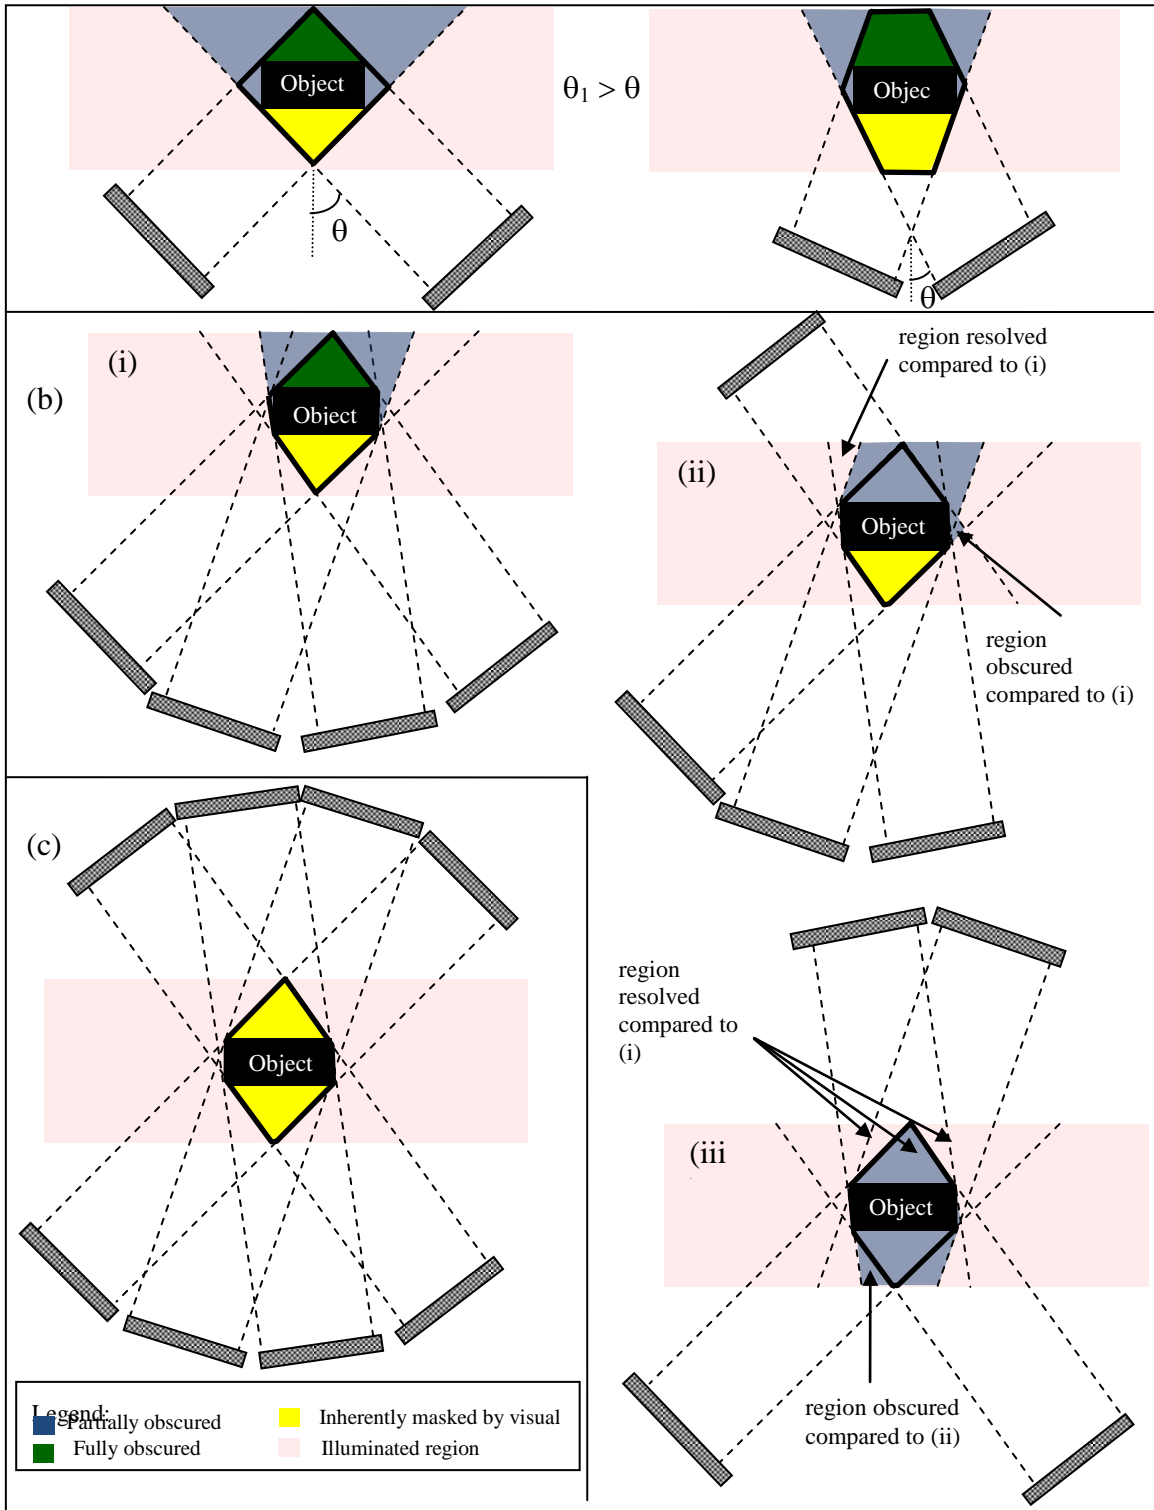 Object
θ
θ₁ > θ
Objec
θ
(b)
(i)
Object
region resolved
compared to (i)
(ii)
Object
region
obscured
compared to (i)
(c)
Object
region
resolved
compared to
(i)
(iii
Object
region obscured
compared to (ii)
Legend:
Partially obscured
Fully obscured
Inherently masked by visual
Illuminated region